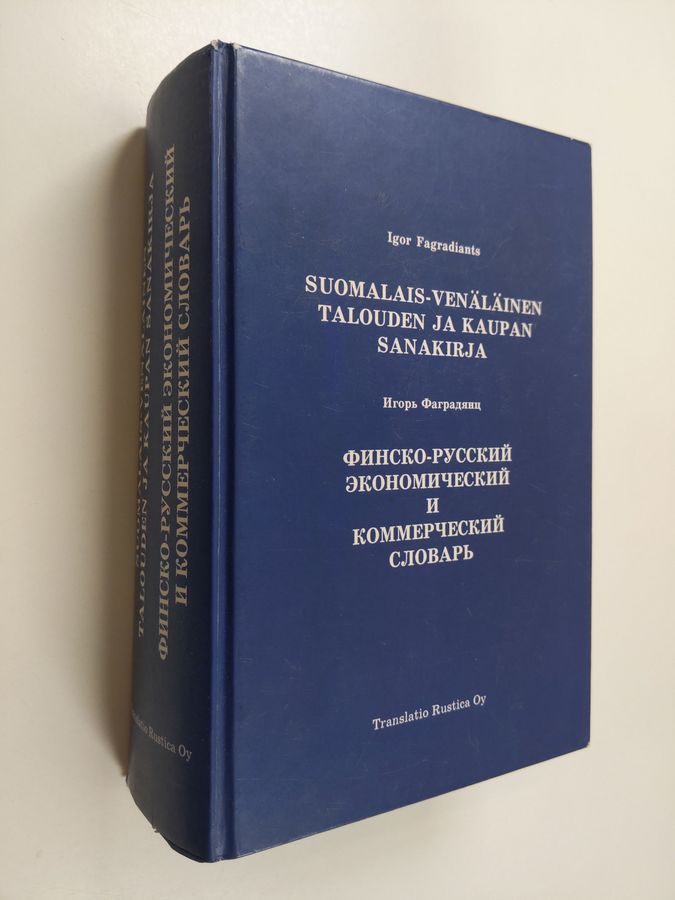 Igor Fagradiants
SUOMALAIS-VENÄLÄINEN
TALOUDEN JA KAUPAN
SANAKIRJA
Игорь Фаградянц
ФИНСКО-РУССКИЙ
ЭКОНОМИЧЕСКИЙ
И
КОММЕРЧЕСКИЙ
СЛОВАРЬ
Translatio Rustica Oy
TALOUDEN JA KAUPAN SANAKIRJA
ФИНСКО-РУССКИЙ ЭКОНОМИЧЕСКИЙ
И КОММЕРЧЕСКИЙ СЛОВАРЬ
Translatio Rustica Oy